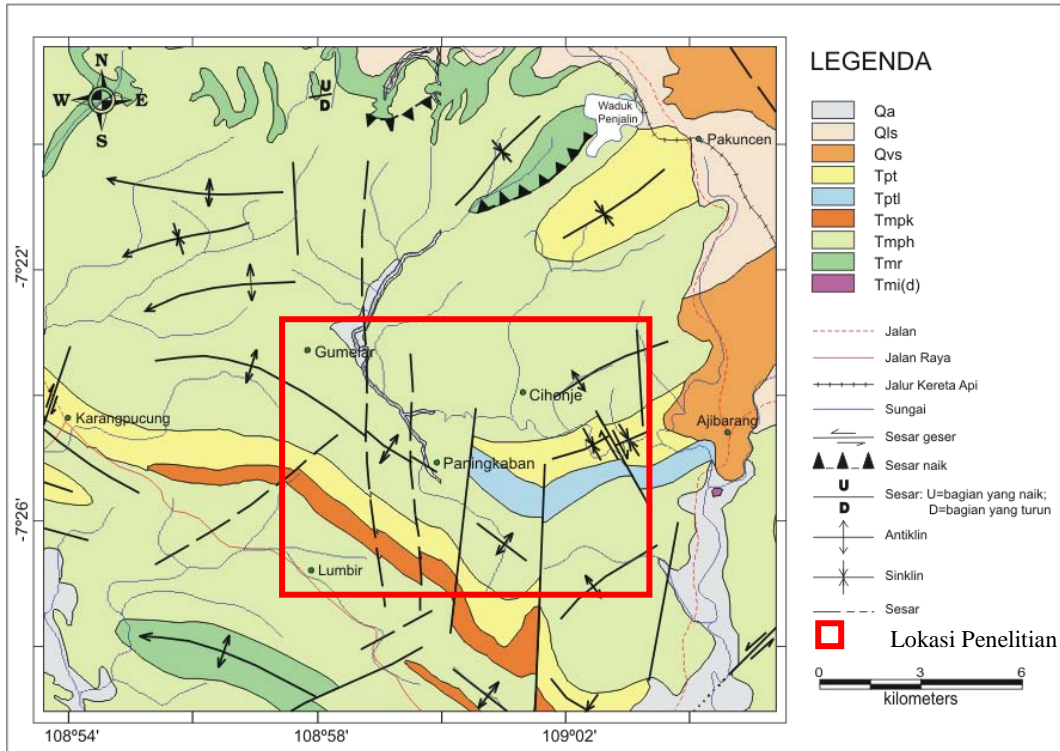 N
W E
S
U
D
Waduk
Penjalin
Pakuncen
-7°22'
Gumelar
Cihonje
Karangpucung
Ajibarang
Paningkaban
-7°26'
Lumbir
108°54'
108°58'
109°02'
LEGENDA
Qa
Qls
Qvs
Tpt
Tptl
Tmpk
Tmph
Tmr
Tmi(d)
Jalan
Jalan Raya
Jalur Kereta Api
Sungai
Sesar geser
Sesar naik
U
D
Sesar: U=bagian yang naik;
D=bagian yang turun
Antiklin
Sinklin
Sesar
Lokasi Penelitian
0 3 6
kilometers